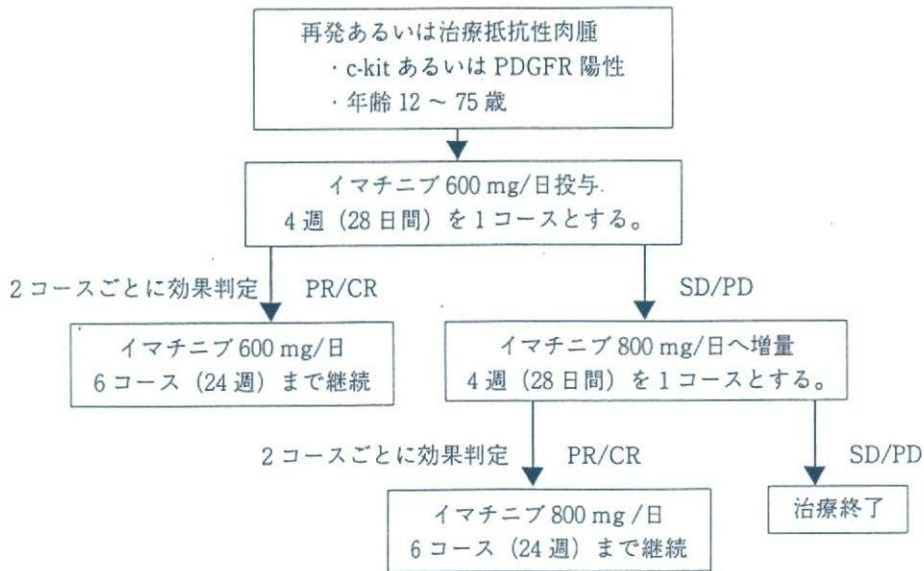 再発あるいは治療抵抗性肉腫
・c-kit あるいは PDGFR 陽性
・年齢 12 ~ 75 歳
イマチニブ 600 mg/日投与.
4 週（28 日間）を 1 コースとする。
2 コースごとに効果判定 PR/CR
SD/PD
イマチニブ 600 mg/日
6 コース（24 週）まで継続
イマチニブ 800 mg/日へ増量
4 週（28 日間）を 1 コースとする。
2 コースごとに効果判定 PR/CR
SD/PD
イマチニブ 800 mg /日
6 コース（24 週）まで継続
治療終了